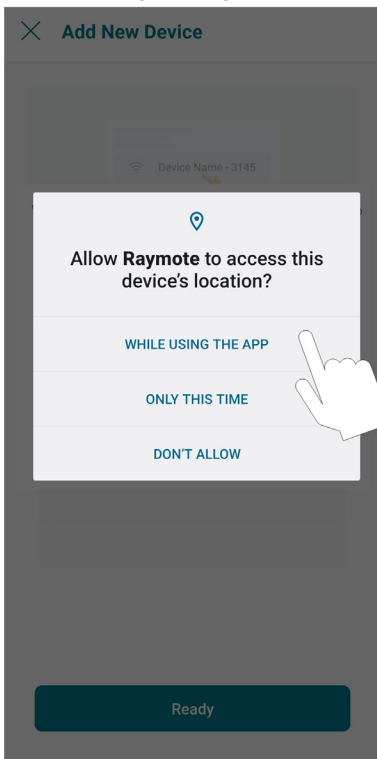 Add New Device
Device Name - 3145
Allow Raymote to access this
device's location?
WHILE USING THE APP
ONLY THIS TIME
DON'T ALLOW
Ready